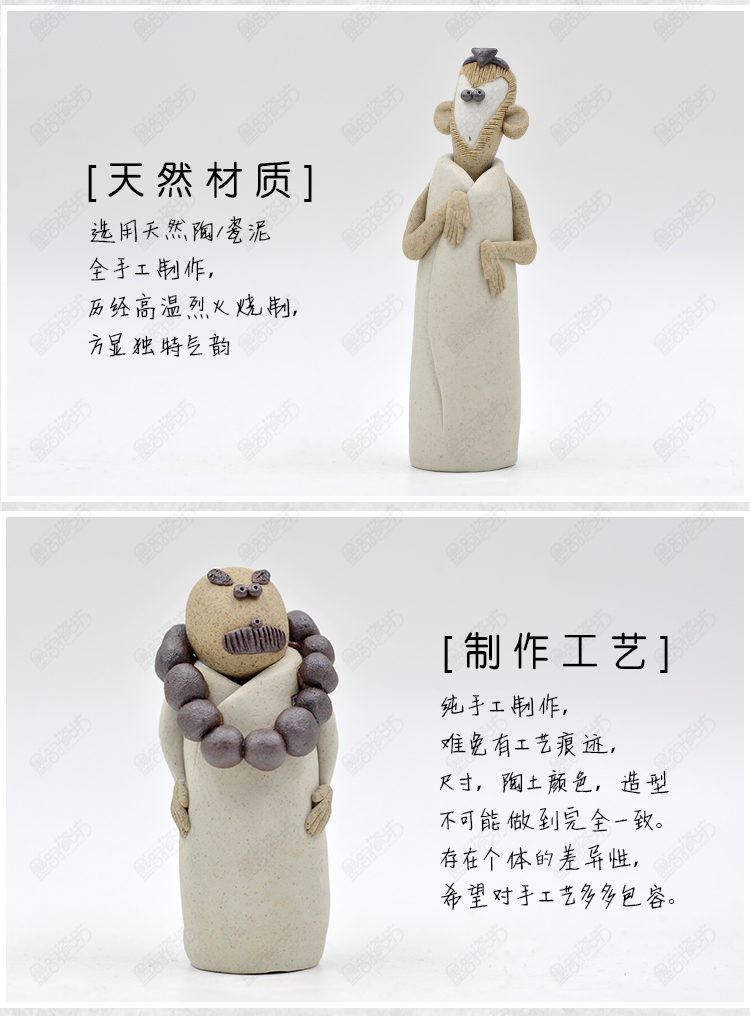 [天然材质]
选用天然陶/瓷泥
全手工制作,
历经高温烈火烧制,
方显独特气韵
[制作工艺]
纯手工制作,
难免有工艺痕迹,
尺寸, 陶土颜色, 造型
不可能做到完全一致。
存在个体的差异性,
希望对手工艺多多包容。